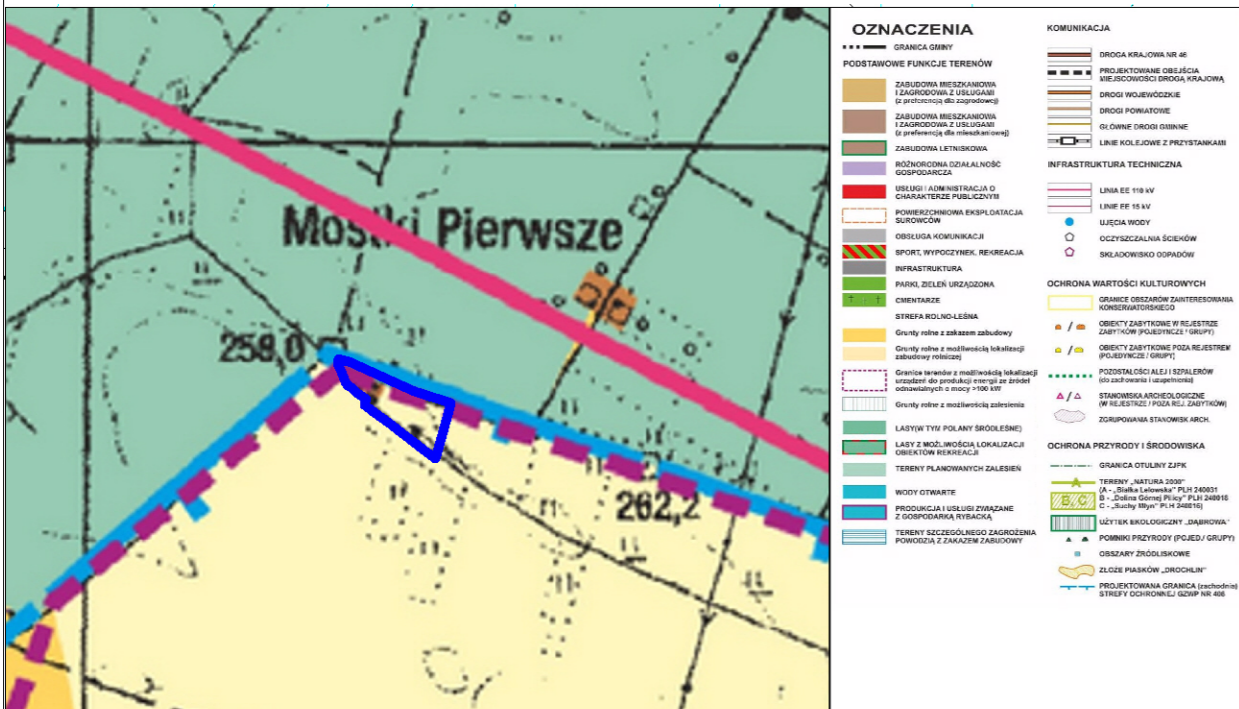 Mostki Pierwsze
258,0
262,2
OZNACZENIA
GRANICA GMINY
PODSTAWOWE FUNKCJE TERENÓW
ZABUDOWA MIESZKANIOWA
I ZAGRODOWA Z USŁUGAMI
(z preferencją dla zagrodowej)
ZABUDOWA MIESZKANIOWA
I ZAGRODOWA Z USŁUGAMI
(z preferencją dla mieszkaniowej)
ZABUDOWA LETNISKOWA
RÓŻNORODNA DZIAŁALNOŚĆ
GOSPODARCZA
USŁUGI I ADMINISTRACJA O
CHARAKTERZE PUBLICZNYM
POWIERZCHNIOWA EKSPLOATACJA
SUROWCÓW
OBSŁUGA KOMUNIKACJI
SPORT, WYPOCZYNEK, REKREACJA
INFRASTRUKTURA
PARKI, ZIELEŃ URZĄDZONA
CMENTARZE
STREFA ROLNO-LEŚNA
Grunty rolne z zakazem zabudowy
Grunty rolne z możliwością lokalizacji
zabudowy rolniczej
Granice terenów z możliwością lokalizacji
urządzeń do produkcji energii ze źródeł
odnawialnych o mocy >100 kW
Grunty rolne z możliwością zalesienia
LASY(W TYM POLANY ŚRÓDLEŚNE)
LASY Z MOŻLIWOŚCIĄ LOKALIZACJI
OBIEKTÓW REKREACJI
TERENY PLANOWANYCH ZALESIEŃ
WODY OTWARTE
PRODUKCJA I USŁUGI ZWIĄZANE
Z GOSPODARKĄ RYBACKĄ
TERENY SZCZEGÓLNEGO ZAGROŻENIA
POWODZIĄ Z ZAKAZEM ZABUDOWY
KOMUNIKACJA
DROGA KRAJOWA NR 46
PROJEKTOWANE OBEJŚCIA
MIEJSCOWOŚCI DROGĄ KRAJOWĄ
DROGI WOJEWÓDZKIE
DROGI POWIATOWE
GŁÓWNE DROGI GMINNE
LINIE KOLEJOWE Z PRZYSTANKAMI
INFRASTRUKTURA TECHNICZNA
LINIA EE 110 kV
LINIE EE 15 kV
UJĘCIA WODY
OCZYSZCZALNIA ŚCIEKÓW
SKŁADOWISKO ODPADÓW
OCHRONA WARTOŚCI KULTUROWYCH
GRANICE OBSZARÓW ZAINTERESOWANIA
KONSERWATORSKIEGO
OBIEKTY ZABYTKOWE W REJESTRZE
ZABYTKÓW (POJEDYNCZE / GRUPY)
OBIEKTY ZABYTKOWE POZA REJESTREM
(POJEDYNCZE / GRUPY)
POZOSTAŁOŚCI ALEJ I SZPALERÓW
(do zachowania i uzupełnienia)
STANOWISKA ARCHEOLOGICZNE
(W REJESTRZE / POZA REJ. ZABYTKÓW)
ZGRUPOWANIA STANOWISK ARCH.
OCHRONA PRZYRODY I ŚRODOWISKA
GRANICA OTULINY ZJPK
TERENY „NATURA 2000"
(A - „Białka Lelowska" PLH 240031
B - „Dolina Górnej Pilicy" PLH 240018
C - „Suchy Młyn" PLH 240016)
B, C
UŻYTEK EKOLOGICZNY „DĄBROWA"
POMNIKI PRZYRODY (POJED./ GRUPY)
OBSZARY ŹRÓDLISKOWE
ZŁOŻE PIASKÓW „DROCHLIN"
PROJEKTOWANA GRANICA (zachodnia)
STREFY OCHRONNEJ GZWP NR 408